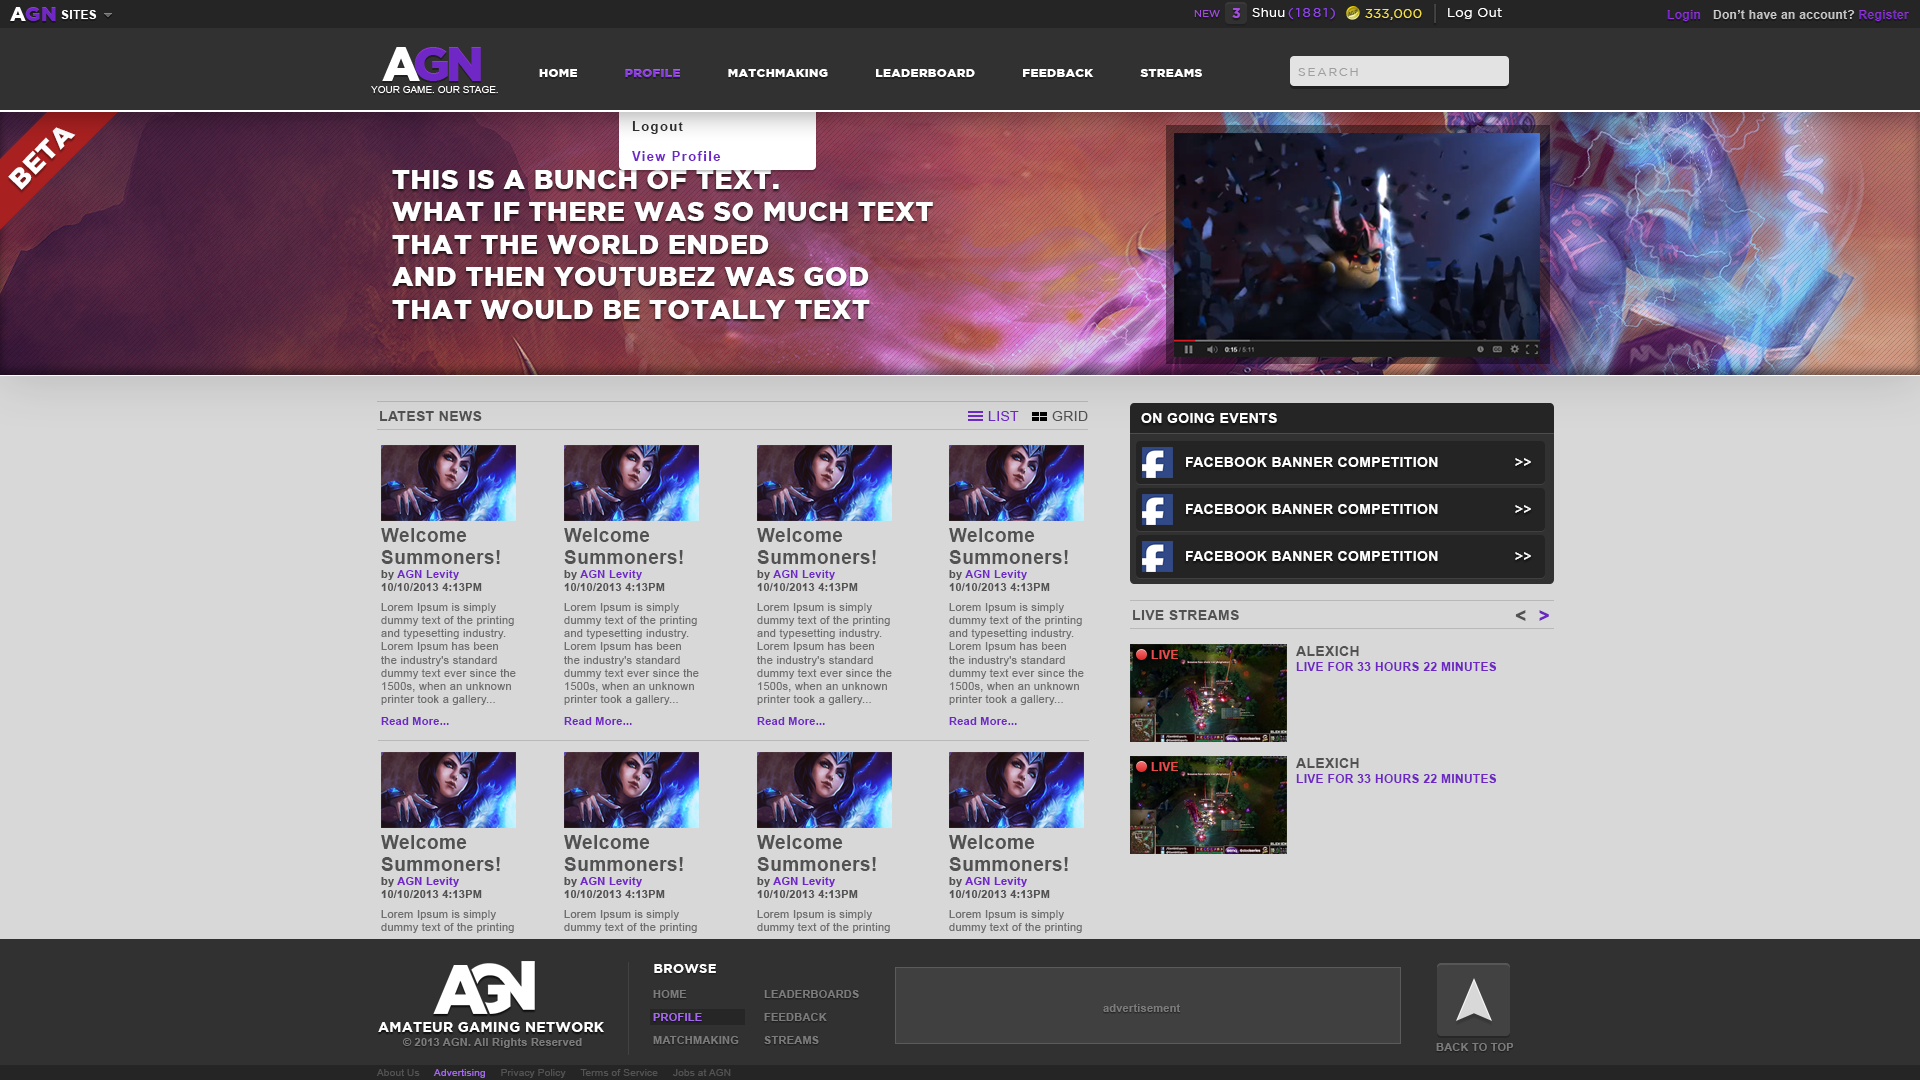 AGN SITES
NEW 3 Shuu (1881) 333,000 Log Out
Login Don't have an account? Register
AGN
YOUR GAME. OUR STAGE.
HOME PROFILE MATCHMAKING LEADERBOARD FEEDBACK STREAMS
SEARCH
BETA
Logout
View Profile
THIS IS A BUNCH OF TEXT.
WHAT IF THERE WAS SO MUCH TEXT
THAT THE WORLD ENDED
AND THEN YOUTUBEZ WAS GOD
THAT WOULD BE TOTALLY TEXT
0:15 / 5:11
LATEST NEWS
LIST GRID
Welcome
Summoners!
by AGN Levity
10/10/2013 4:13PM
Lorem Ipsum is simply
dummy text of the printing
and typesetting industry.
Lorem Ipsum has been
the industry's standard
dummy text ever since the
1500s, when an unknown
printer took a gallery...
Read More...
Welcome
Summoners!
by AGN Levity
10/10/2013 4:13PM
Lorem Ipsum is simply
dummy text of the printing
and typesetting industry.
Lorem Ipsum has been
the industry's standard
dummy text ever since the
1500s, when an unknown
printer took a gallery...
Read More...
Welcome
Summoners!
by AGN Levity
10/10/2013 4:13PM
Lorem Ipsum is simply
dummy text of the printing
and typesetting industry.
Lorem Ipsum has been
the industry's standard
dummy text ever since the
1500s, when an unknown
printer took a gallery...
Read More...
Welcome
Summoners!
by AGN Levity
10/10/2013 4:13PM
Lorem Ipsum is simply
dummy text of the printing
and typesetting industry.
Lorem Ipsum has been
the industry's standard
dummy text ever since the
1500s, when an unknown
printer took a gallery...
Read More...
Welcome
Summoners!
by AGN Levity
10/10/2013 4:13PM
Lorem Ipsum is simply
dummy text of the printing
Welcome
Summoners!
by AGN Levity
10/10/2013 4:13PM
Lorem Ipsum is simply
dummy text of the printing
Welcome
Summoners!
by AGN Levity
10/10/2013 4:13PM
Lorem Ipsum is simply
dummy text of the printing
Welcome
Summoners!
by AGN Levity
10/10/2013 4:13PM
Lorem Ipsum is simply
dummy text of the printing
ON GOING EVENTS
f FACEBOOK BANNER COMPETITION >>
f FACEBOOK BANNER COMPETITION >>
f FACEBOOK BANNER COMPETITION >>
LIVE STREAMS < >
LIVE
ALEXICH
LIVE FOR 33 HOURS 22 MINUTES
LIVE
ALEXICH
LIVE FOR 33 HOURS 22 MINUTES
AGN
AMATEUR GAMING NETWORK
© 2013 AGN. All Rights Reserved
BROWSE
HOME LEADERBOARDS
PROFILE FEEDBACK
MATCHMAKING STREAMS
advertisement
BACK TO TOP
About Us Advertising Privacy Policy Terms of Service Jobs at AGN